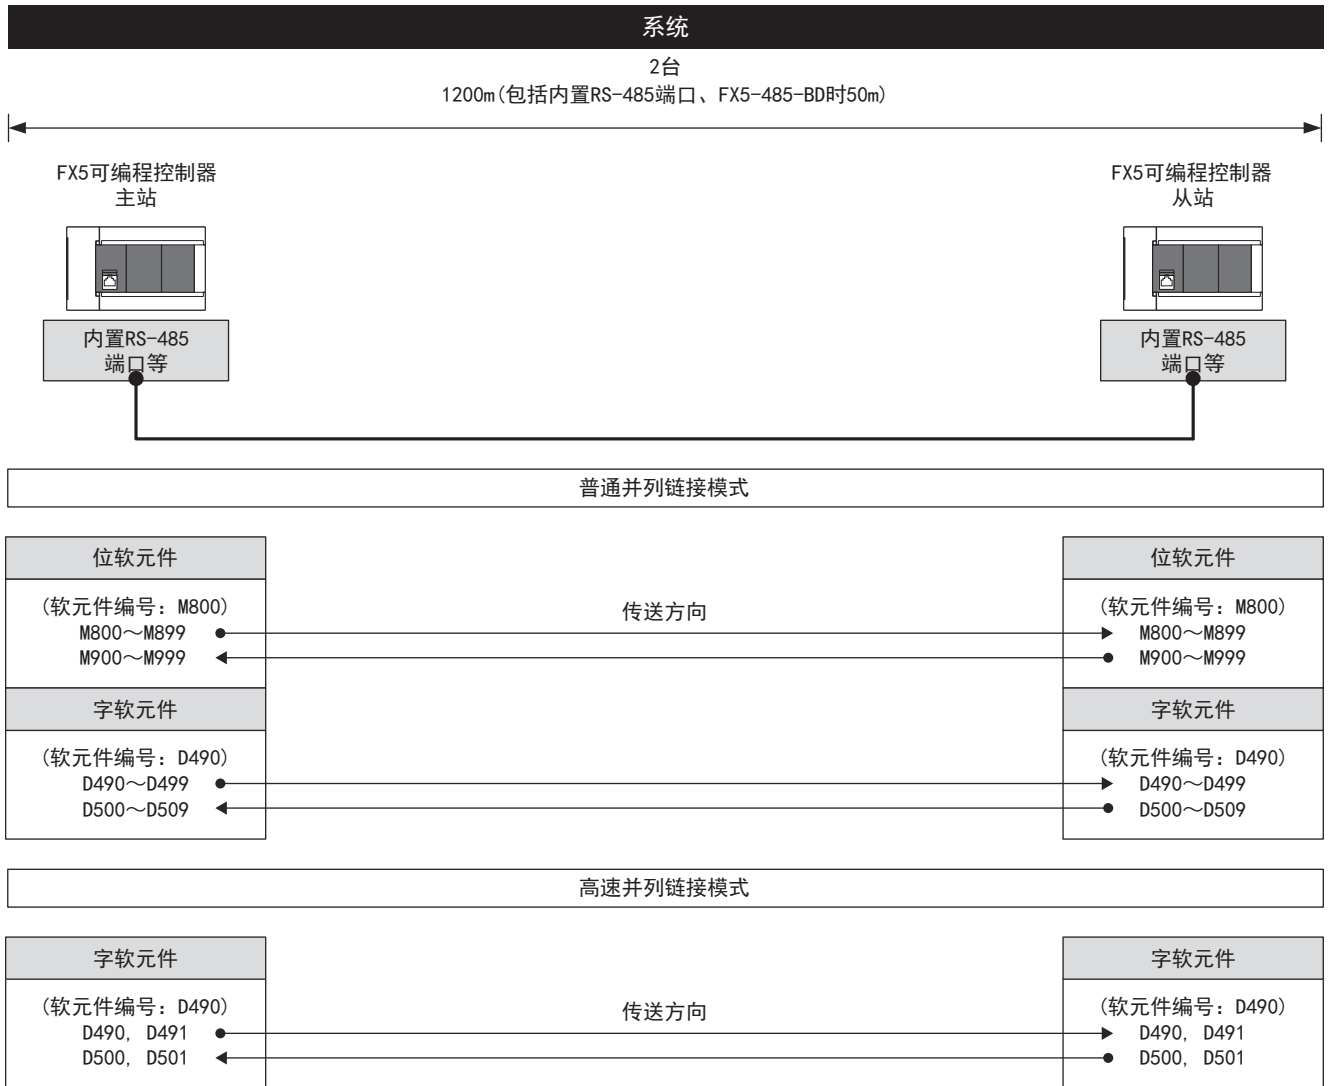 系统
2台
1200m(包括内置RS-485端口、FX5-485-BD时50m)
FX5可编程控制器
主站
FX5可编程控制器
从站
内置RS-485
端口等
内置RS-485
端口等
普通并列链接模式
位软元件
(软元件编号：M800)
M800～M899
M900～M999
传送方向
位软元件
(软元件编号：M800)
M800～M899
M900～M999
字软元件
(软元件编号：D490)
D490～D499
D500～D509
字软元件
(软元件编号：D490)
D490～D499
D500～D509
高速并列链接模式
字软元件
(软元件编号：D490)
D490, D491
D500, D501
传送方向
字软元件
(软元件编号：D490)
D490, D491
D500, D501